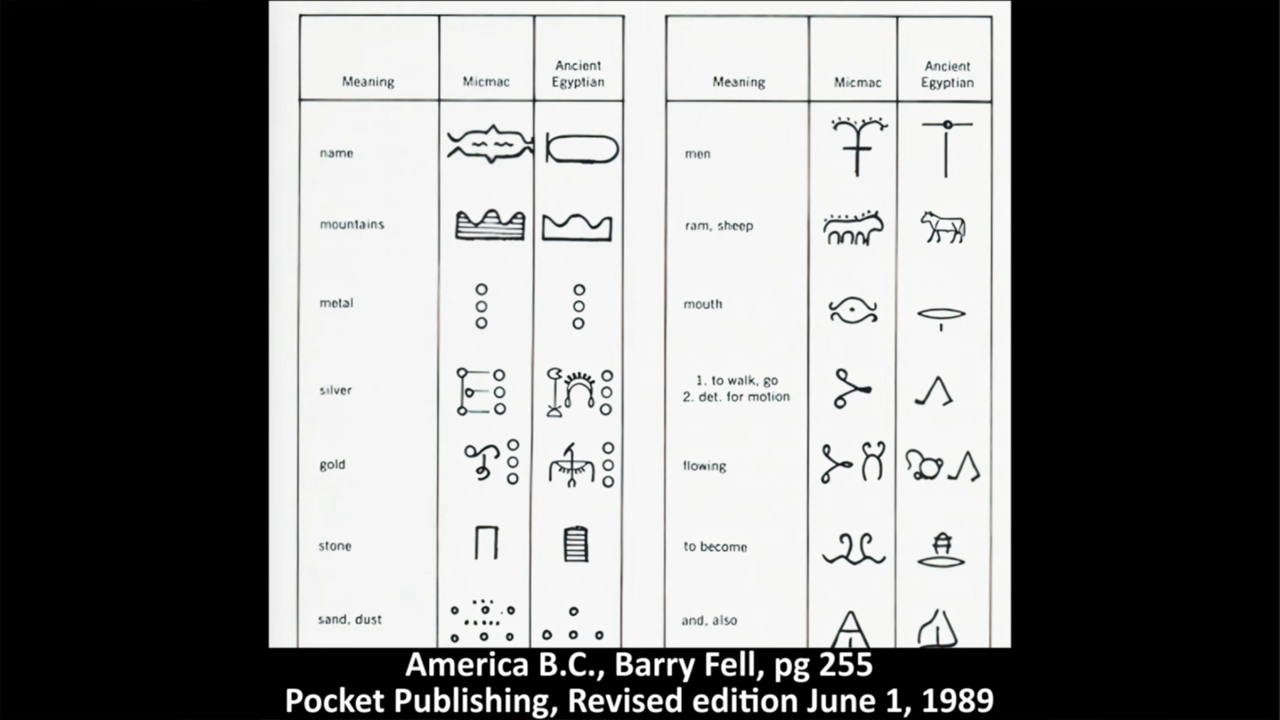 Meaning Micmac Ancient Egyptian
name
mountains
metal
silver
gold
stone
sand, dust
Meaning Micmac Ancient Egyptian
men
ram, sheep
mouth
1. to walk, go
2. det. for motion
flowing
to become
and, also
America B.C., Barry Fell, pg 255
Pocket Publishing, Revised edition June 1, 1989